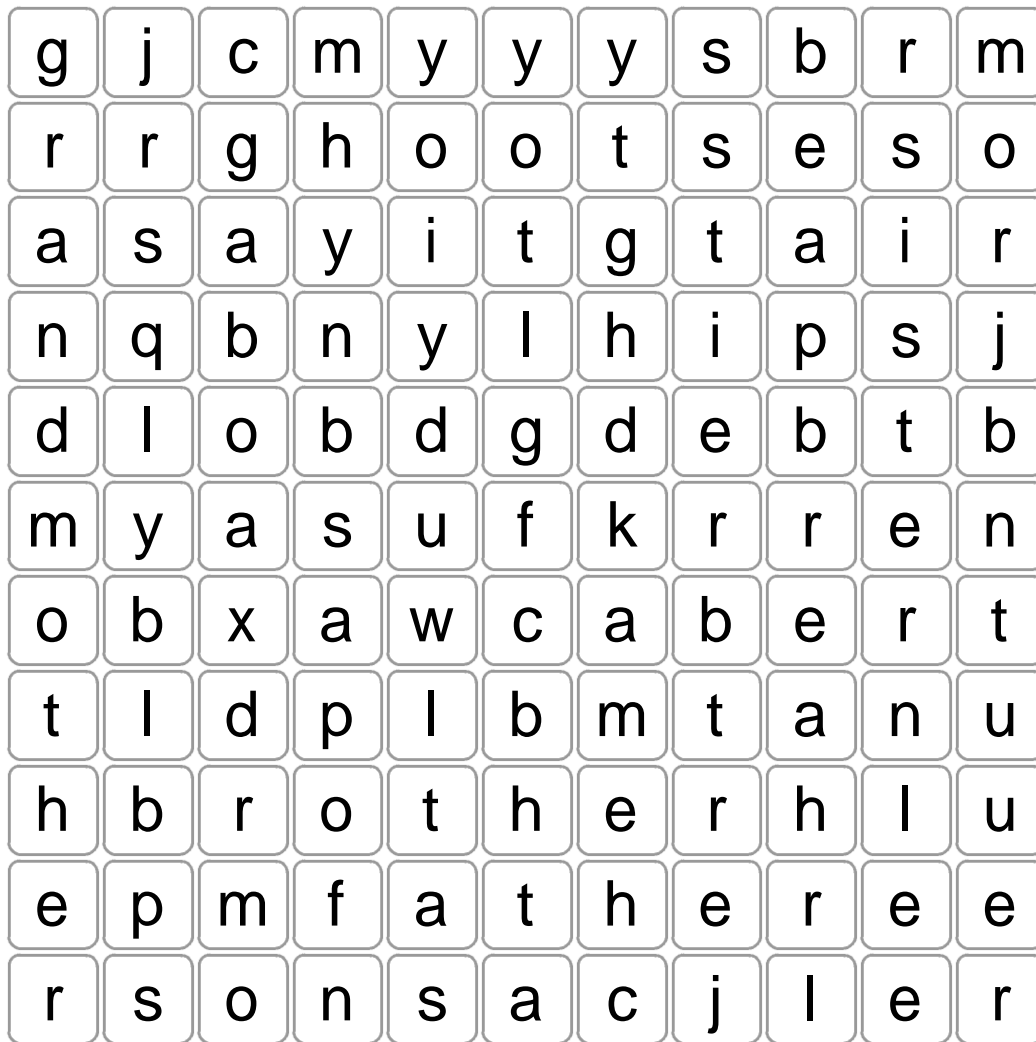 g j c m y y y s b r m
r r g h o o t s e s o
a s a y i t g t a i r
n q b n y l h i p s j
d l o b d g d e b t b
m y a s u f k r r e n
o b x a w c a b e r t
t l d p l b m t a n u
h b r o t h e r h l u
e p m f a t h e r e e
r s o n s a c j l e r